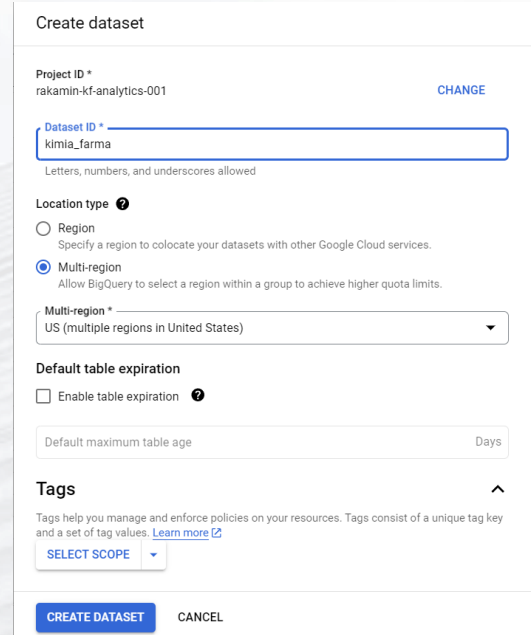 Create dataset
Project ID *
rakamin-kf-analytics-001
CHANGE
Dataset ID *
kimia_farma
Letters, numbers, and underscores allowed
Location type ?
Region
Specify a region to colocate your datasets with other Google Cloud services.
Multi-region
Allow BigQuery to select a region within a group to achieve higher quota limits.
Multi-region *
US (multiple regions in United States)
Default table expiration
Enable table expiration ?
Default maximum table age Days
Tags
Tags help you manage and enforce policies on your resources. Tags consist of a unique tag key
and a set of tag values. Learn more
SELECT SCOPE
CREATE DATASET CANCEL